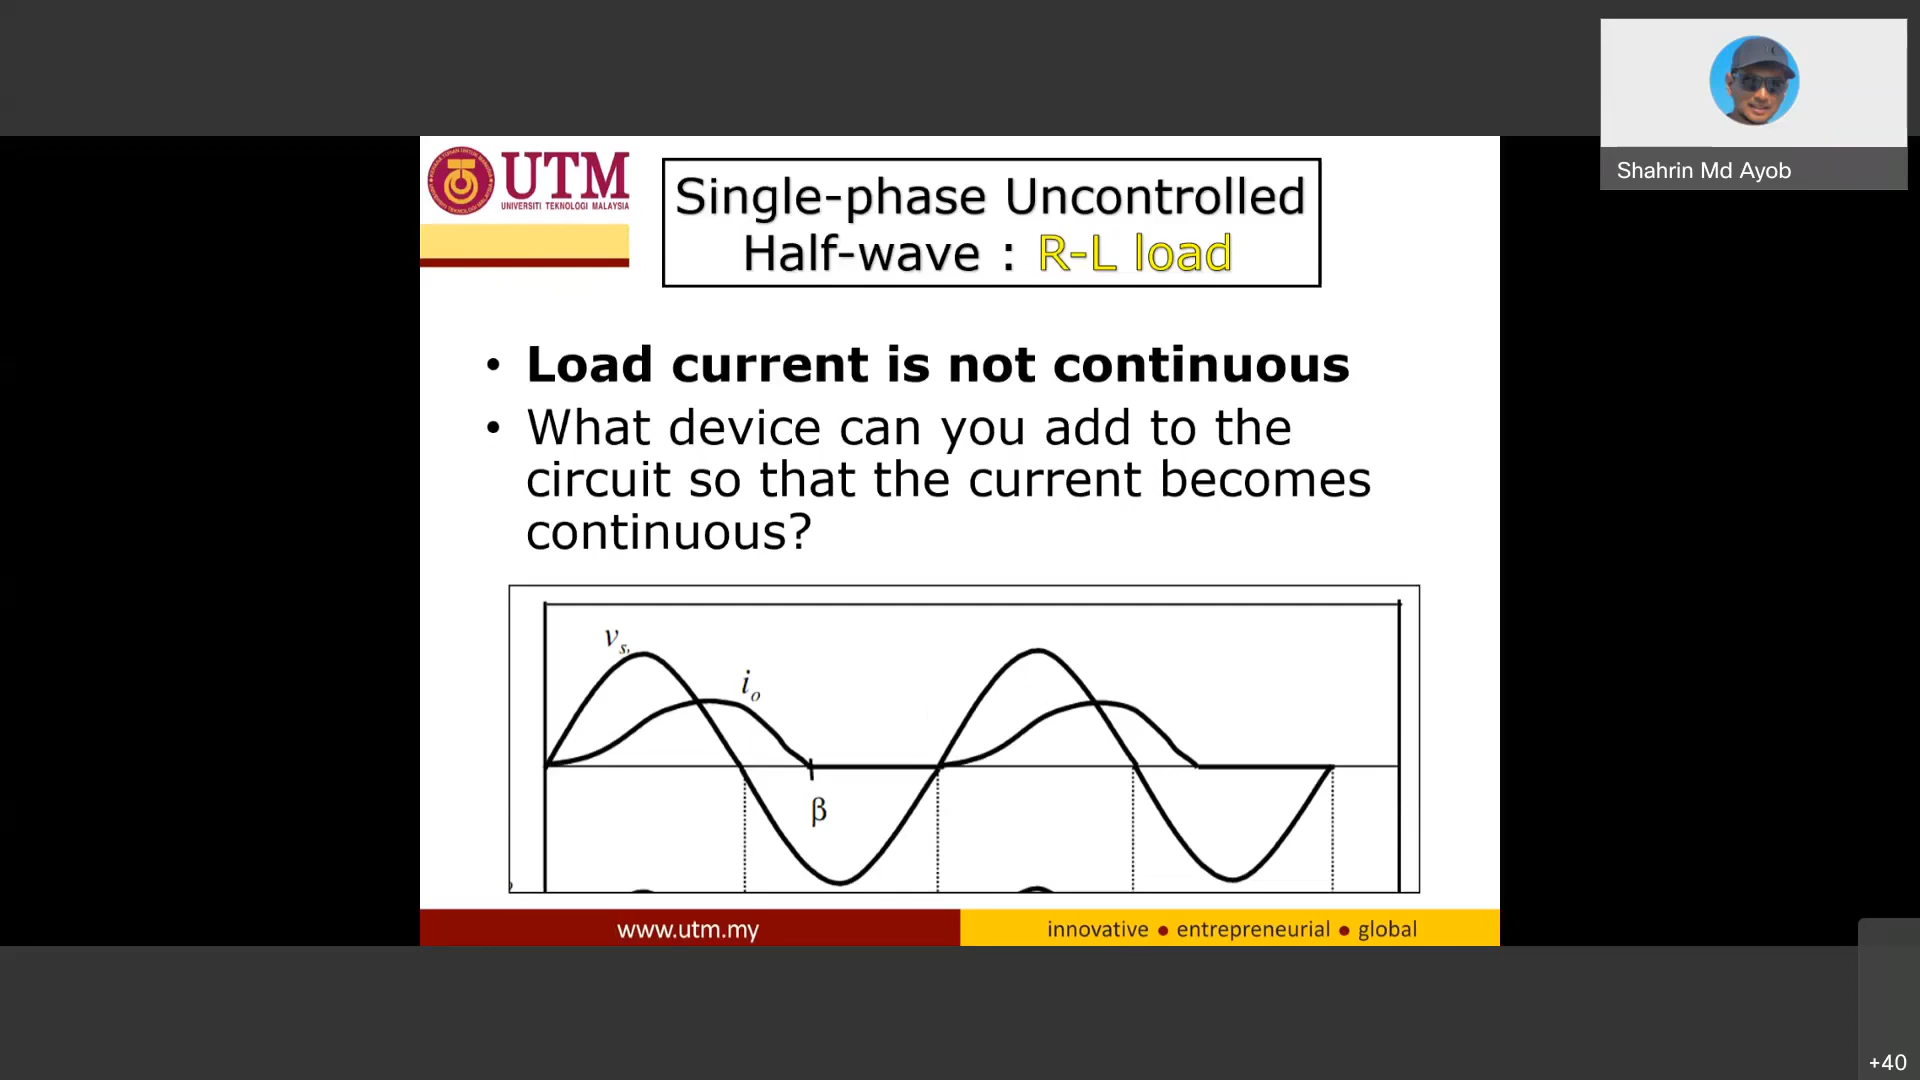 Shahrin Md Ayob
UTM
UNIVERSITI TEKNOLOGI MALAYSIA
Single-phase Uncontrolled
Half-wave : R-L load
• Load current is not continuous
• What device can you add to the
circuit so that the current becomes
continuous?
vs,
io
β
www.utm.my
innovative ● entrepreneurial ● global
+40